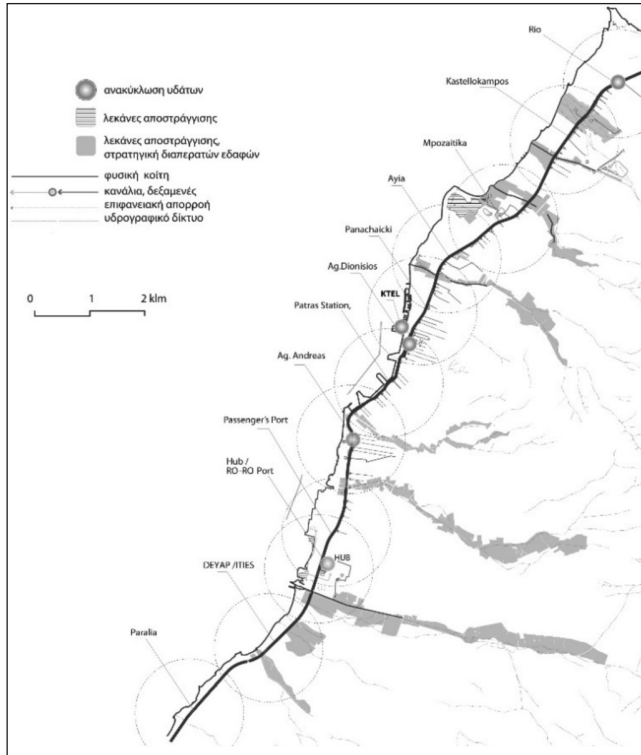 Rio
Kastellokampos
Mpozaitika
Ayia
Panachaicki
Ag.Dionisios
KTEL
Patras Station,
Ag. Andreas
Passenger's Port
Hub /
RO-RO Port
HUB
DEYAP /ITIES
Paralia
ανακύκλωση υδάτων
λεκάνες αποστράγγισης
λεκάνες αποστράγγισης,
στρατηγική διαπερατών εδαφών
φυσική κοίτη
κανάλια, δεξαμενές
επιφανειακή απορροή
υδρογραφικό δίκτυο
0 1 2 klm